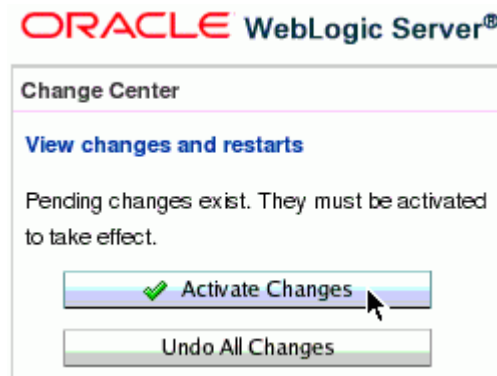 ORACLE WebLogic Server®
Change Center
View changes and restarts
Pending changes exist. They must be activated
to take effect.
Activate Changes
Undo All Changes